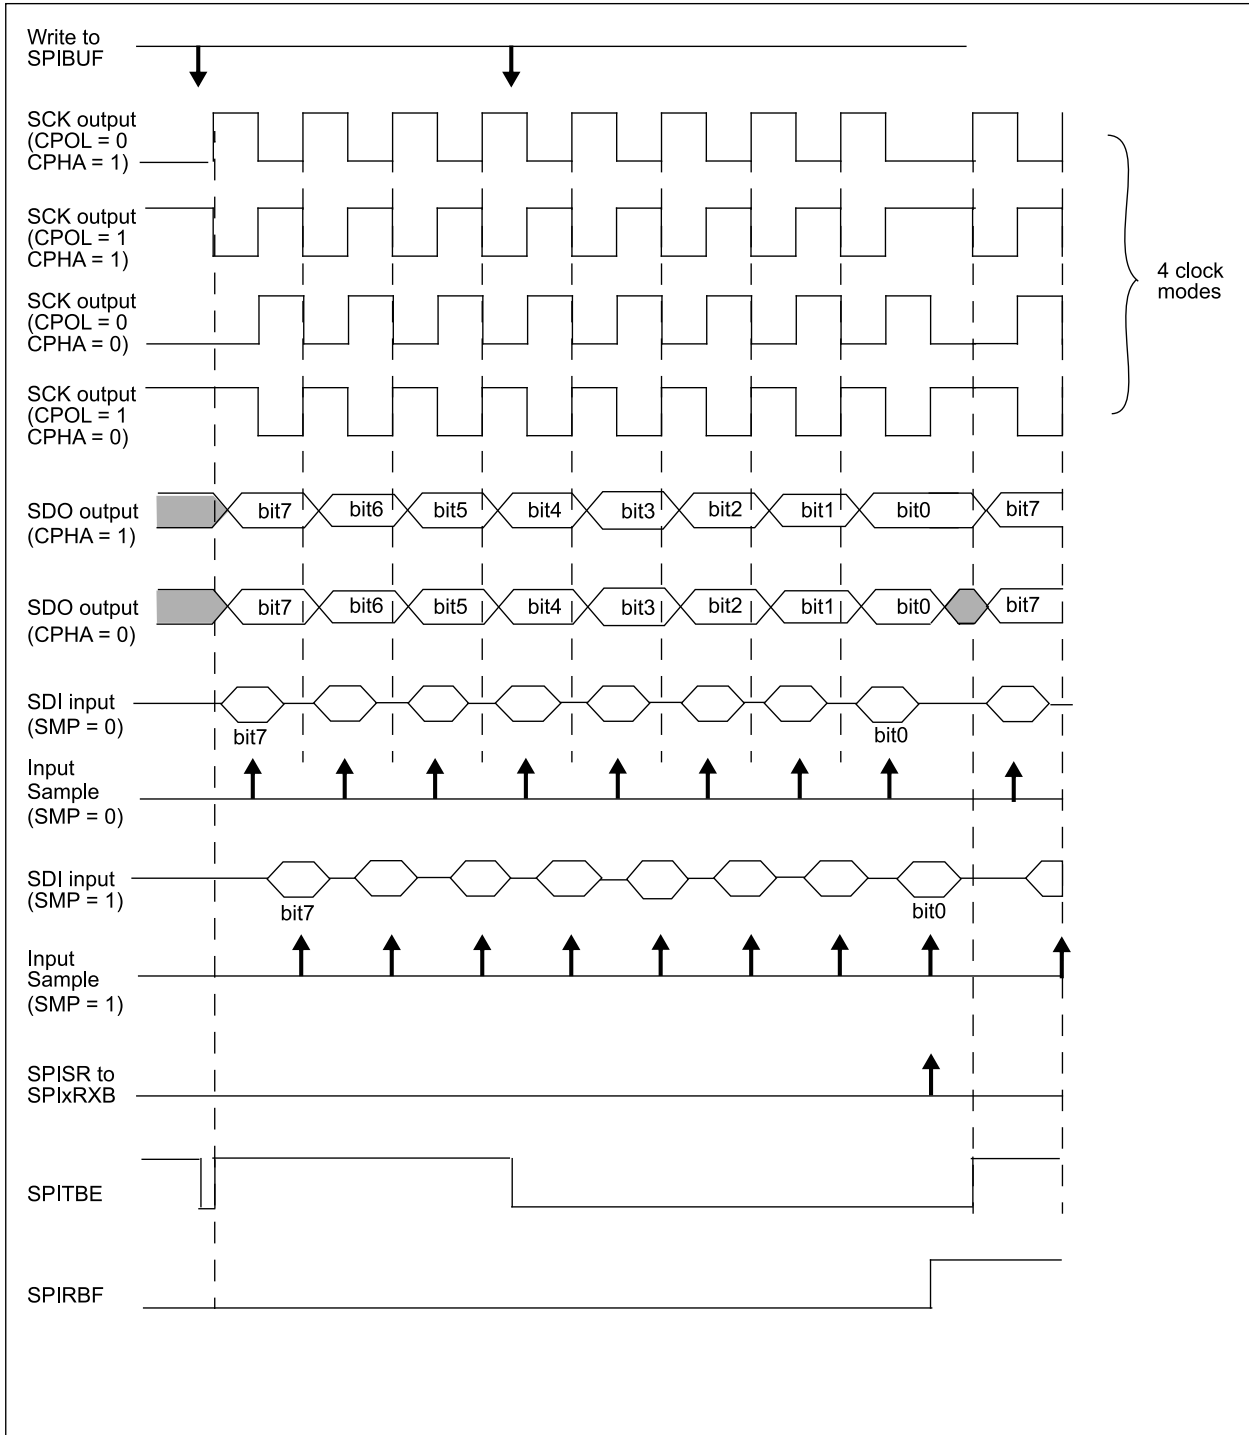 Write to
SPIBUF
SCK output
(CPOL = 0
CPHA = 1)
SCK output
(CPOL = 1
CPHA = 1)
SCK output
(CPOL = 0
CPHA = 0)
SCK output
(CPOL = 1
CPHA = 0)
4 clock
modes
SDO output
(CPHA = 1)
bit7 bit6 bit5 bit4 bit3 bit2 bit1 bit0 bit7
SDO output
(CPHA = 0)
bit7 bit6 bit5 bit4 bit3 bit2 bit1 bit0 bit7
SDI input
(SMP = 0)
bit7 bit0
Input
Sample
(SMP = 0)
SDI input
(SMP = 1)
bit7 bit0
Input
Sample
(SMP = 1)
SPISR to
SPIxRXB
SPITBE
SPIRBF